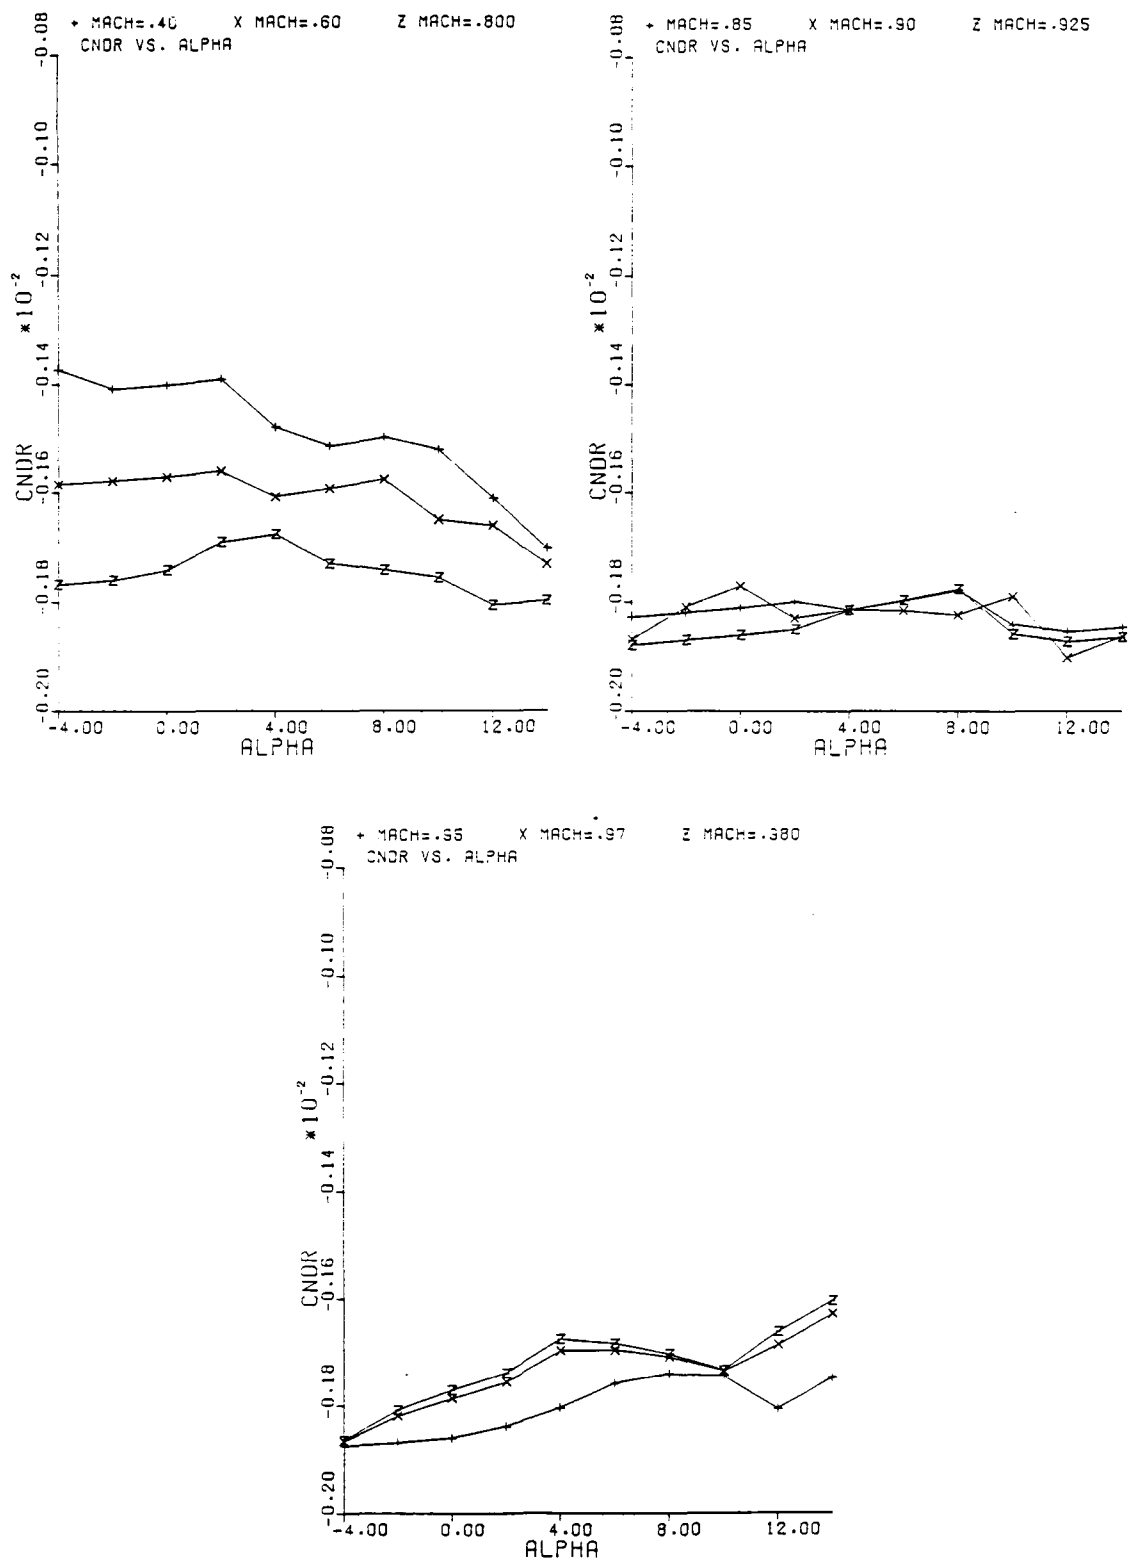 + MACH=.40 X MACH=.60 Z MACH=.800
CNDR VS. ALPHA
-0.08
-0.10
-0.12
-0.14
-0.16
-0.18
-0.20
CNDR *10⁻²
-4.00 0.00 4.00 8.00 12.00
ALPHA
+ MACH=.85 X MACH=.90 Z MACH=.925
CNDR VS. ALPHA
-0.08
-0.10
-0.12
-0.14
-0.16
-0.18
-0.20
CNDR *10⁻²
-4.00 0.00 4.00 8.00 12.00
ALPHA
+ MACH=.95 X MACH=.97 Z MACH=.980
CNDR VS. ALPHA
-0.08
-0.10
-0.12
-0.14
-0.16
-0.18
-0.20
CNDR *10⁻²
-4.00 0.00 4.00 8.00 12.00
ALPHA